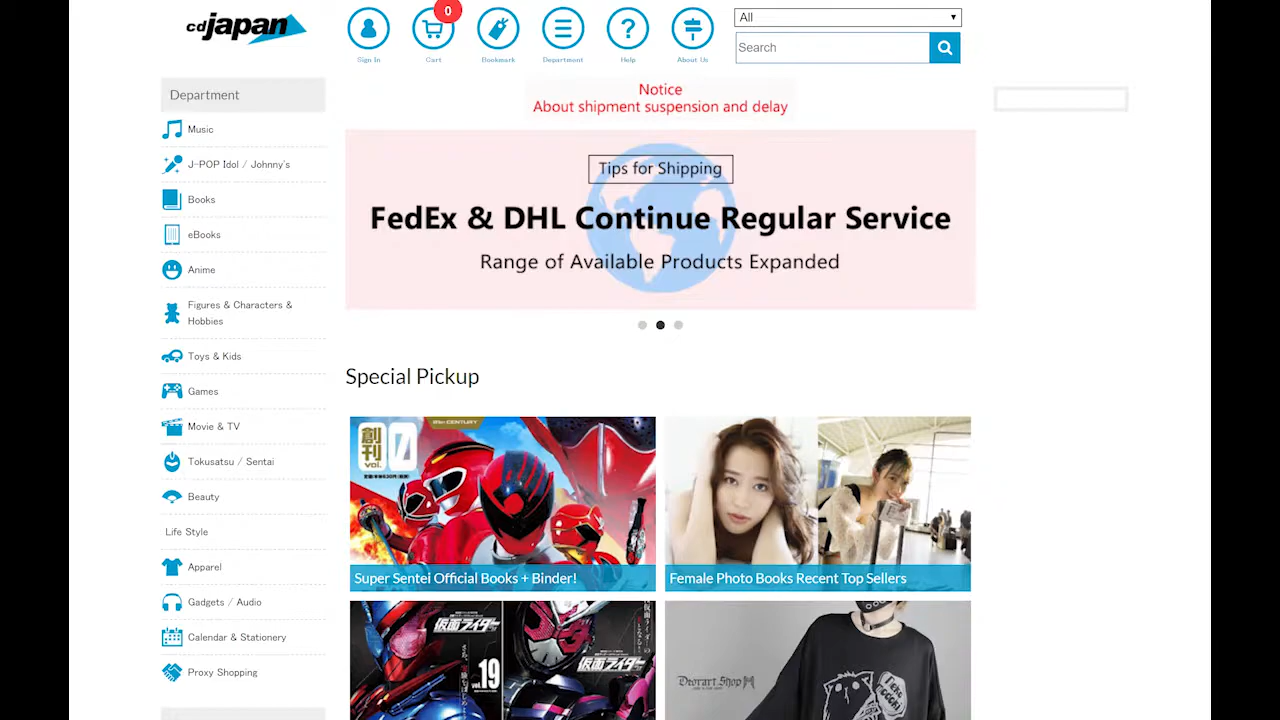 cdjapan
0
Sign In
Cart
Bookmark
Department
Help
About Us
All
Search
Department
Music
J-POP Idol / Johnny's
Books
eBooks
Anime
Figures & Characters &
Hobbies
Toys & Kids
Games
Movie & TV
Tokusatsu / Sentai
Beauty
Life Style
Apparel
Gadgets / Audio
Calendar & Stationery
Proxy Shopping
Notice
About shipment suspension and delay
Tips for Shipping
FedEx & DHL Continue Regular Service
Range of Available Products Expanded
Special Pickup
創刊
vol.
0
Super Sentei Official Books + Binder!
Female Photo Books Recent Top Sellers
仮面ライダー
vol.19
仮面ライダー
Deorart Shop